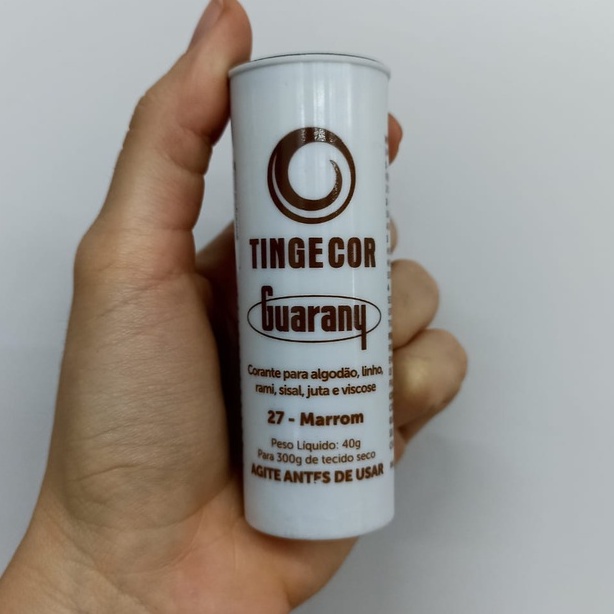 TINGECOR
Guarany
Corante para algodão, linho,
rami, sisal, juta e viscose
27 - Marrom
Peso Líquido: 40g
Para 300g de tecido seco
AGITE ANTES DE USAR